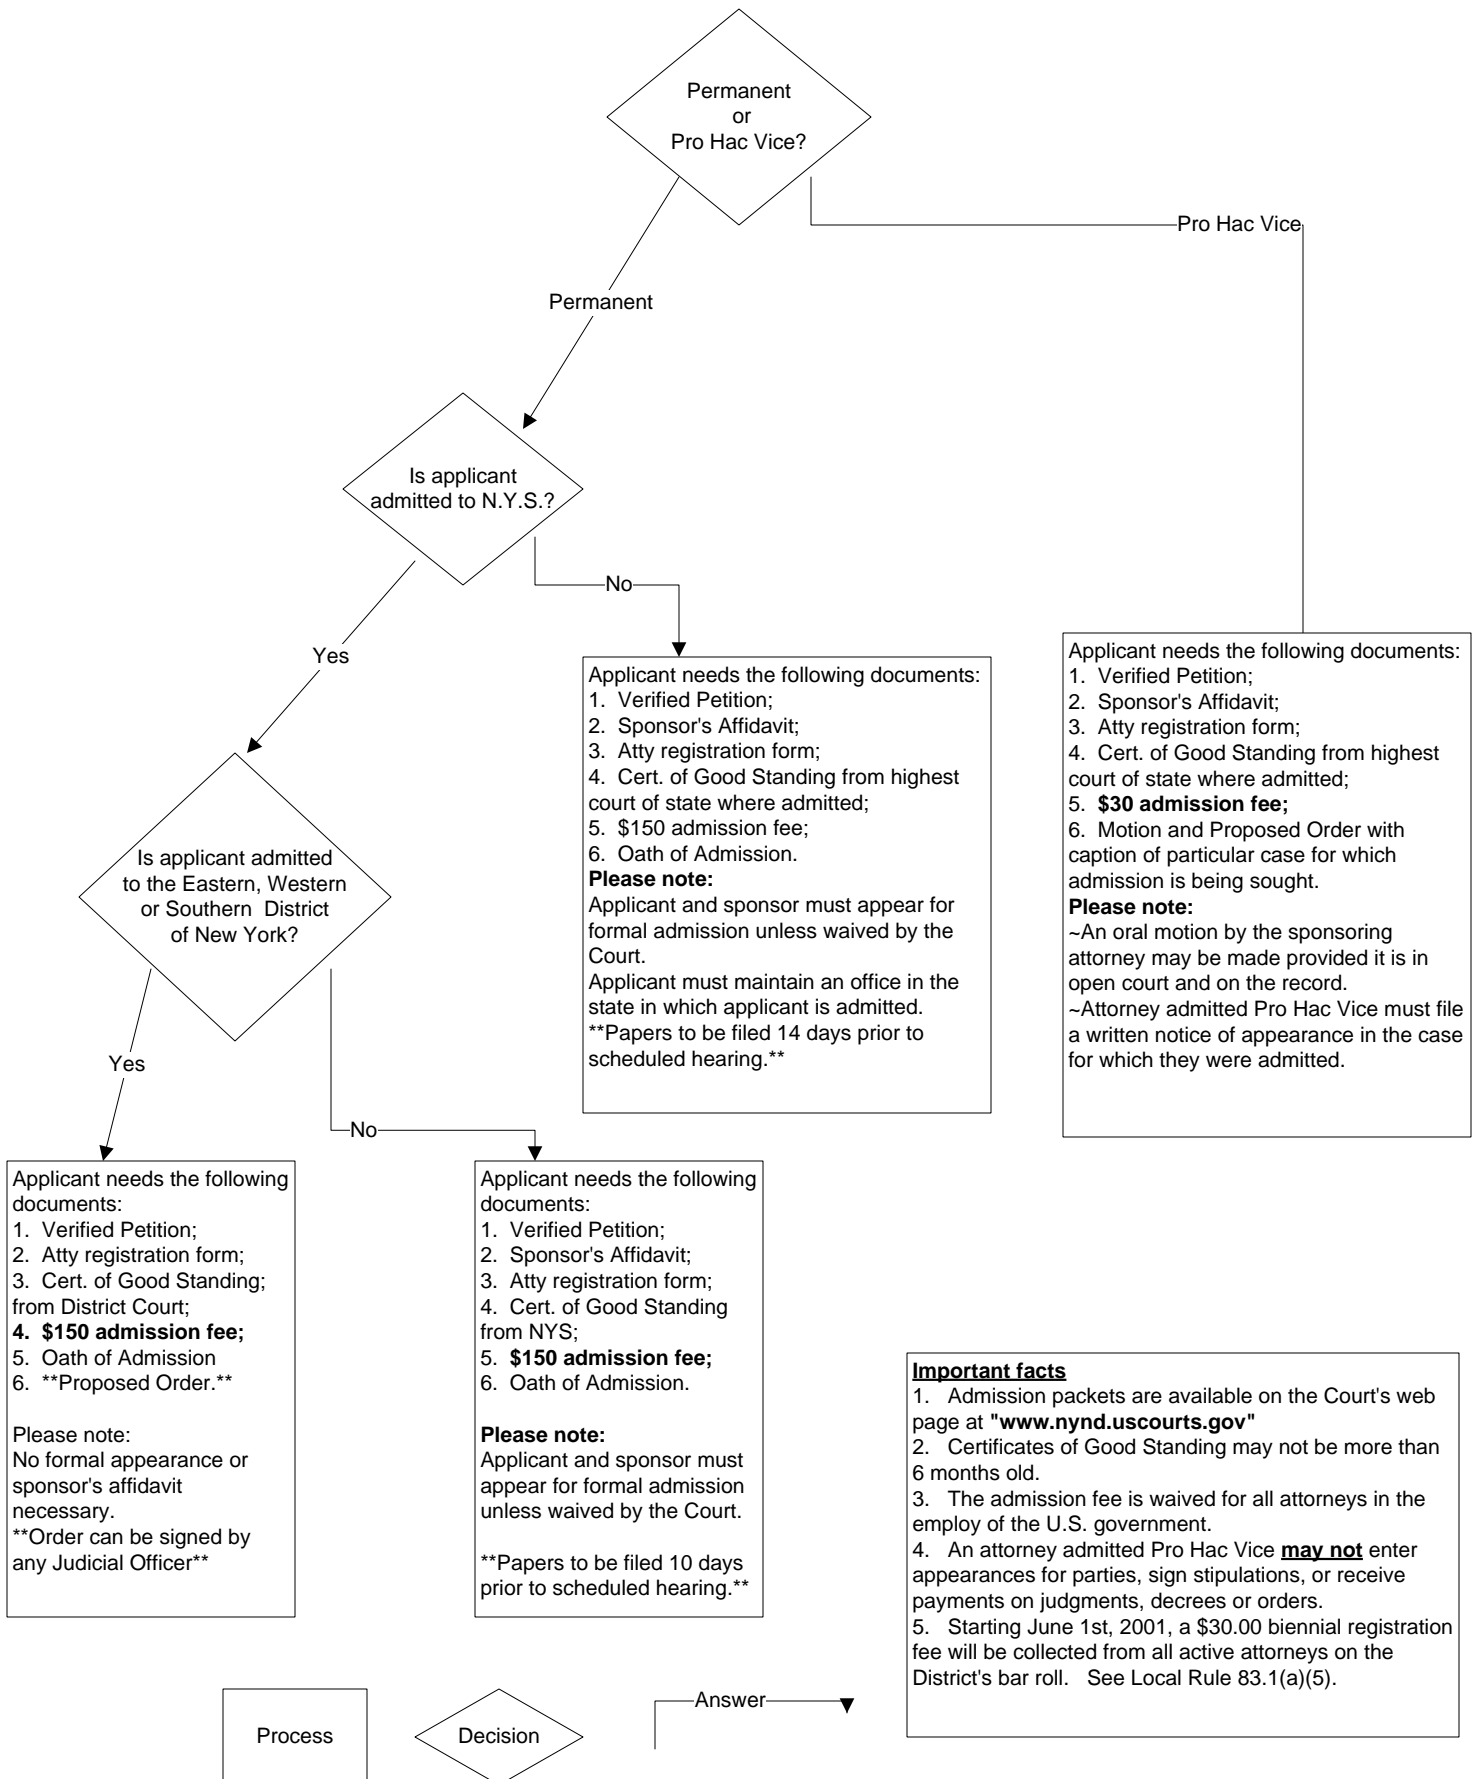 Permanent
or
Pro Hac Vice?
Pro Hac Vice
Permanent
Is applicant
admitted to N.Y.S.?
No
Yes
Applicant needs the following documents:
1. Verified Petition;
2. Sponsor's Affidavit;
3. Atty registration form;
4. Cert. of Good Standing from highest
court of state where admitted;
5. $150 admission fee;
6. Oath of Admission.
Please note:
Applicant and sponsor must appear for
formal admission unless waived by the
Court.
Applicant must maintain an office in the
state in which applicant is admitted.
**Papers to be filed 14 days prior to
scheduled hearing.**
Applicant needs the following documents:
1. Verified Petition;
2. Sponsor's Affidavit;
3. Atty registration form;
4. Cert. of Good Standing from highest
court of state where admitted;
5. $30 admission fee;
6. Motion and Proposed Order with
caption of particular case for which
admission is being sought.
Please note:
~An oral motion by the sponsoring
attorney may be made provided it is in
open court and on the record.
~Attorney admitted Pro Hac Vice must file
a written notice of appearance in the case
for which they were admitted.
Is applicant admitted
to the Eastern, Western
or Southern District
of New York?
Yes
No
Applicant needs the following
documents:
1. Verified Petition;
2. Atty registration form;
3. Cert. of Good Standing;
from District Court;
4. $150 admission fee;
5. Oath of Admission
6. **Proposed Order.**
Please note:
No formal appearance or
sponsor's affidavit
necessary.
**Order can be signed by
any Judicial Officer**
Applicant needs the following
documents:
1. Verified Petition;
2. Sponsor's Affidavit;
3. Atty registration form;
4. Cert. of Good Standing
from NYS;
5. $150 admission fee;
6. Oath of Admission.
Please note:
Applicant and sponsor must
appear for formal admission
unless waived by the Court.
**Papers to be filed 10 days
prior to scheduled hearing.**
Important facts
1. Admission packets are available on the Court's web
page at "www.nynd.uscourts.gov"
2. Certificates of Good Standing may not be more than
6 months old.
3. The admission fee is waived for all attorneys in the
employ of the U.S. government.
4. An attorney admitted Pro Hac Vice may not enter
appearances for parties, sign stipulations, or receive
payments on judgments, decrees or orders.
5. Starting June 1st, 2001, a $30.00 biennial registration
fee will be collected from all active attorneys on the
District's bar roll. See Local Rule 83.1(a)(5).
Process
Decision
Answer